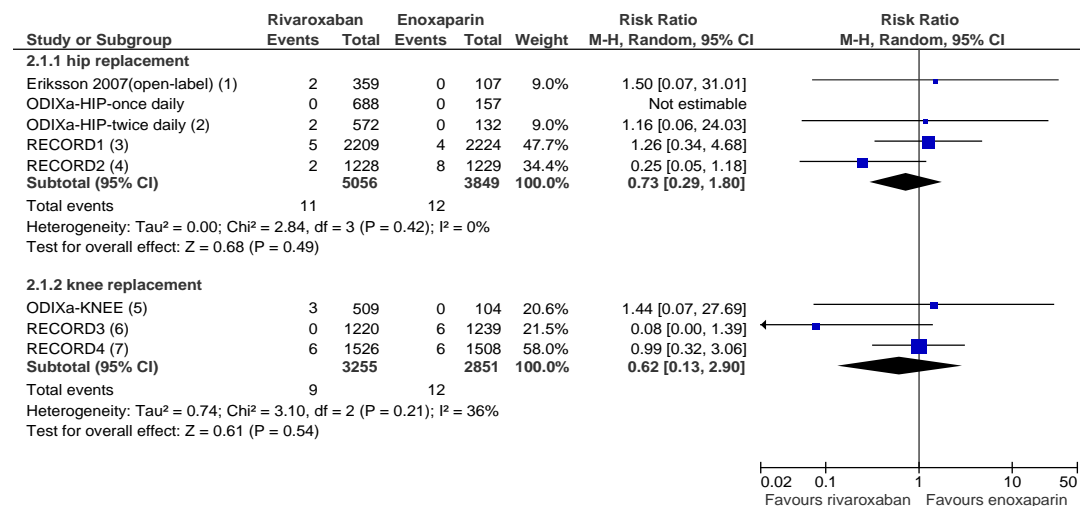 Rivaroxaban Enoxaparin Risk Ratio Risk Ratio
Study or Subgroup Events Total Events Total Weight M-H, Random, 95% CI M-H, Random, 95% CI
2.1.1 hip replacement
Eriksson 2007(open-label) (1) 2 359 0 107 9.0% 1.50 [0.07, 31.01]
ODIXa-HIP-once daily 0 688 0 157 Not estimable
ODIXa-HIP-twice daily (2) 2 572 0 132 9.0% 1.16 [0.06, 24.03]
RECORD1 (3) 5 2209 4 2224 47.7% 1.26 [0.34, 4.68]
RECORD2 (4) 2 1228 8 1229 34.4% 0.25 [0.05, 1.18]
Subtotal (95% CI) 5056 3849 100.0% 0.73 [0.29, 1.80]
Total events 11 12
Heterogeneity: Tau² = 0.00; Chi² = 2.84, df = 3 (P = 0.42); I² = 0%
Test for overall effect: Z = 0.68 (P = 0.49)
2.1.2 knee replacement
ODIXa-KNEE (5) 3 509 0 104 20.6% 1.44 [0.07, 27.69]
RECORD3 (6) 0 1220 6 1239 21.5% 0.08 [0.00, 1.39]
RECORD4 (7) 6 1526 6 1508 58.0% 0.99 [0.32, 3.06]
Subtotal (95% CI) 3255 2851 100.0% 0.62 [0.13, 2.90]
Total events 9 12
Heterogeneity: Tau² = 0.74; Chi² = 3.10, df = 2 (P = 0.21); I² = 36%
Test for overall effect: Z = 0.61 (P = 0.54)
0.02 0.1 1 10 50
Favours rivaroxaban Favours enoxaparin